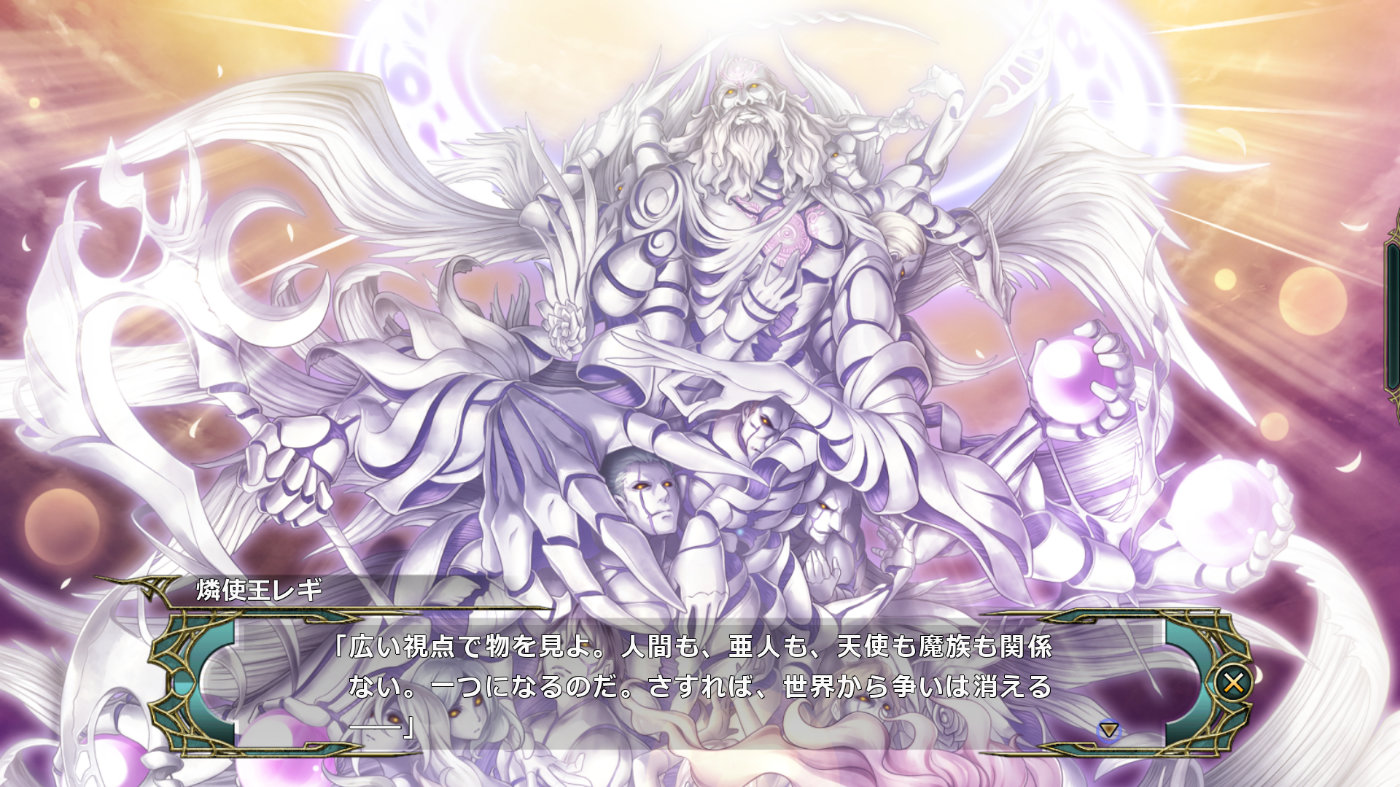 燐使王レギ
「広い視点で物を見よ。人間も、亜人も、天使も魔族も関係
ない。一つになるのだ。さすれば、世界から争いは消える
――」